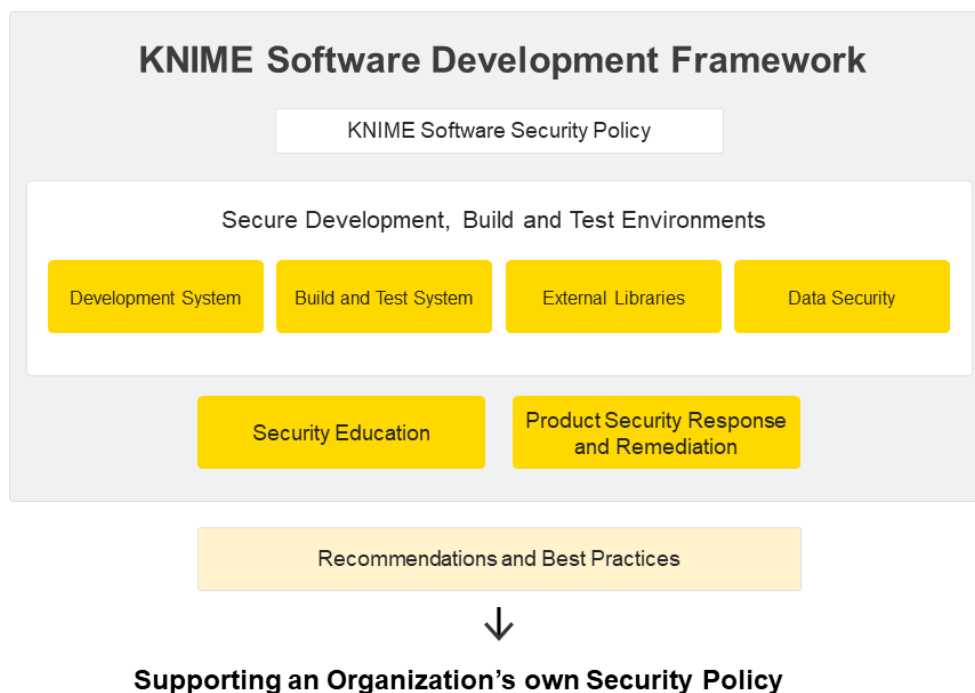 KNIME Software Development Framework
KNIME Software Security Policy
Secure Development, Build and Test Environments
Development System
Build and Test System
External Libraries
Data Security
Security Education
Product Security Response
and Remediation
Recommendations and Best Practices
Supporting an Organization's own Security Policy